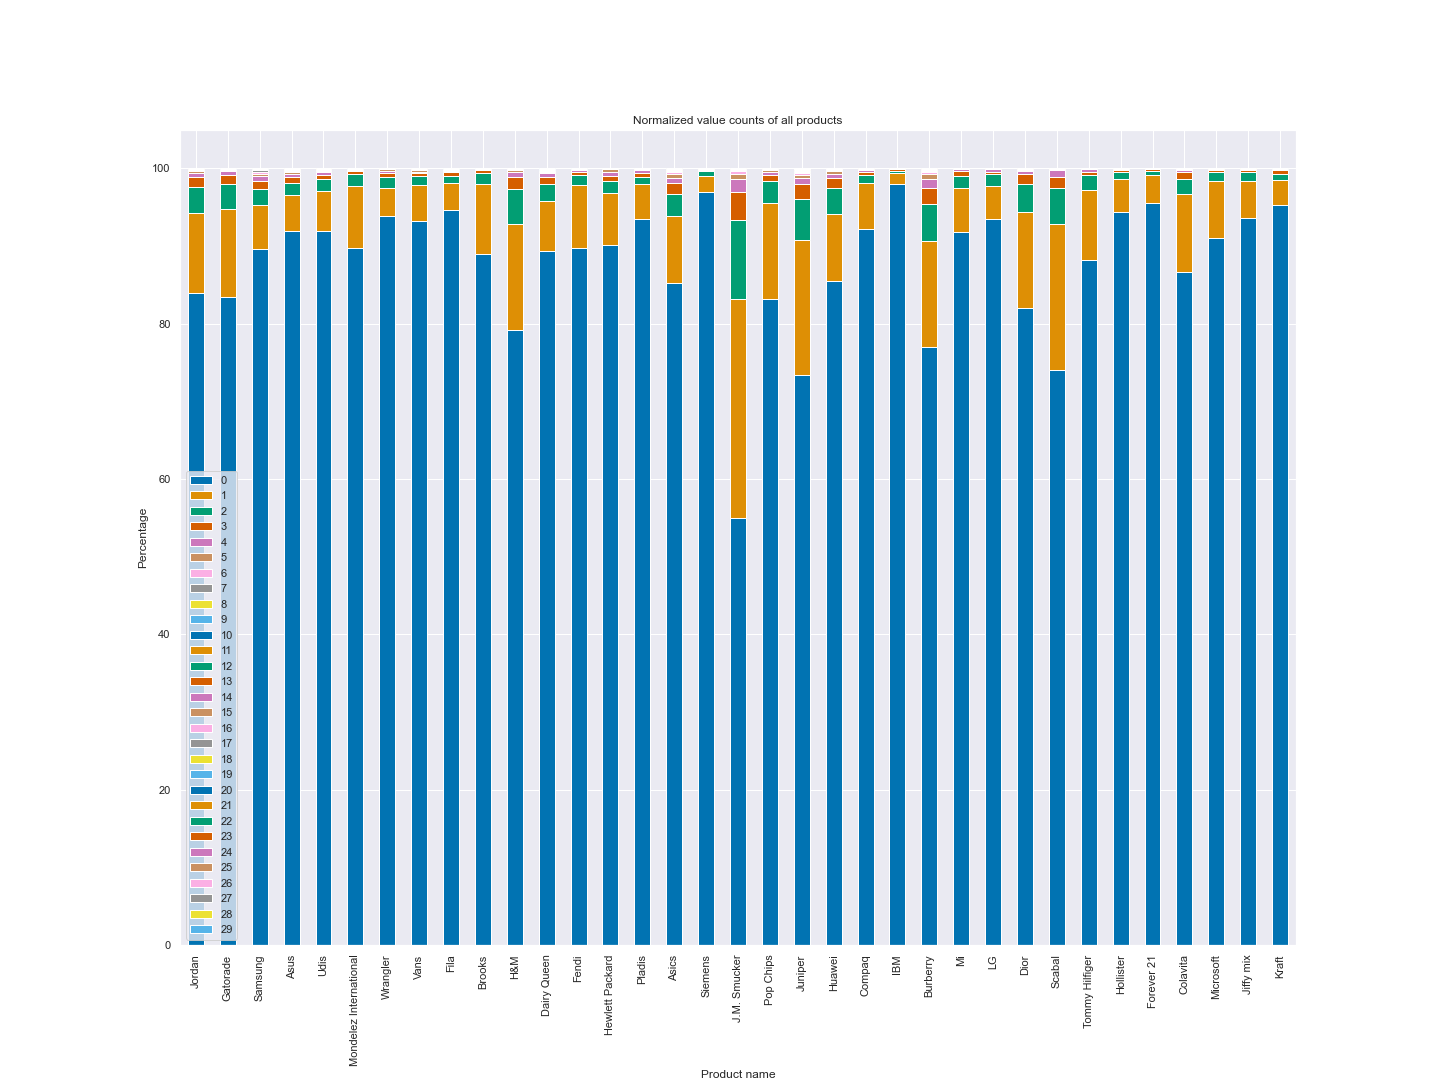 Normalized value counts of all products
Percentage
100
80
60
40
20
0
0
1
2
3
4
5
6
7
8
9
10
11
12
13
14
15
16
17
18
19
20
21
22
23
24
25
26
27
28
29
Jordan
Gatorade
Samsung
Asus
Udis
Mondelez International
Wrangler
Vans
Fila
Brooks
H&M
Dairy Queen
Fendi
Hewlett Packard
Pladis
Asics
Siemens
J.M. Smucker
Pop Chips
Juniper
Huawei
Compaq
IBM
Burberry
Mi
LG
Dior
Scabal
Tommy Hilfiger
Hollister
Forever 21
Colavita
Microsoft
Jiffy mix
Kraft
Product name